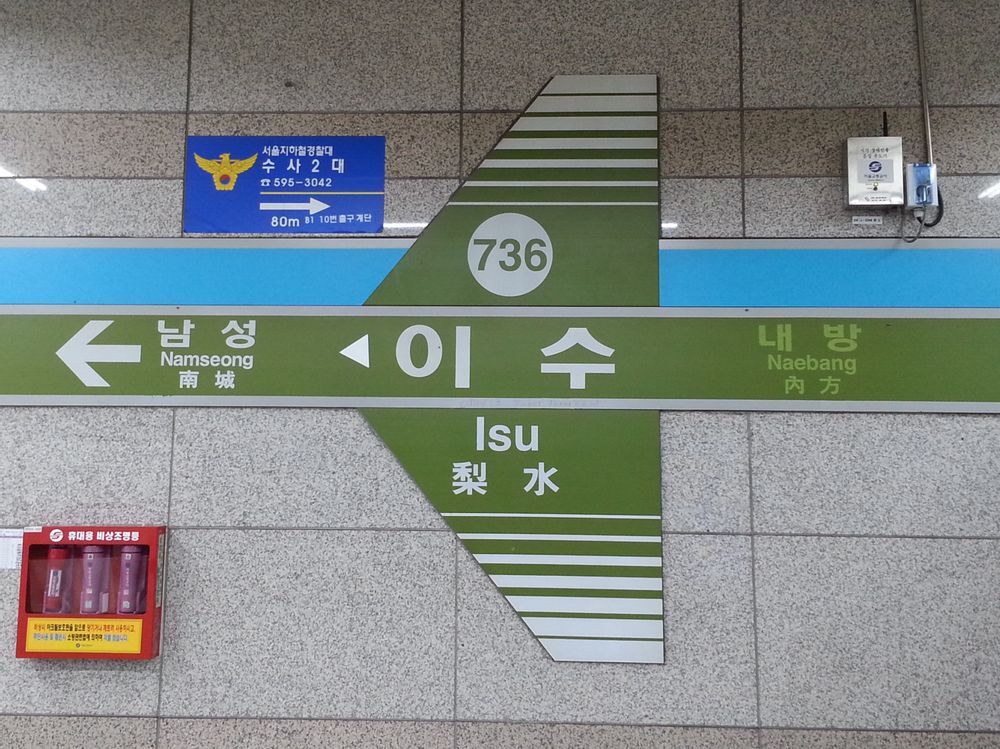 서울지하철경찰대
수사2대
☎ 595-3042
80m B1 10번출구 계단
736
남성
Namseong
南城
이수
Isu
梨水
내방
Naebang
內方
휴대용 비상조명등